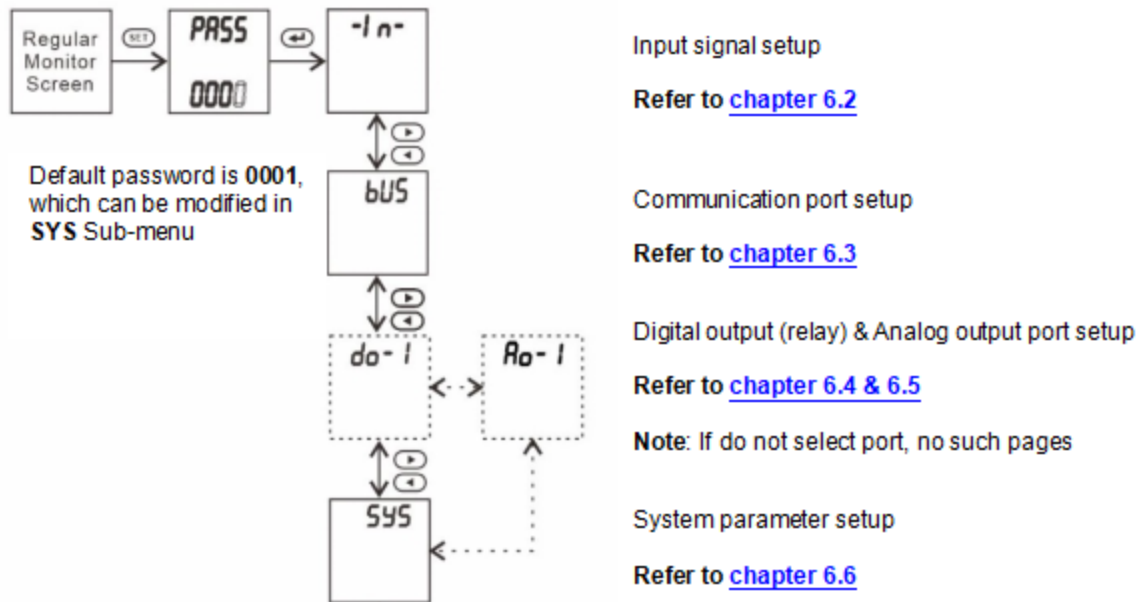 Regular
Monitor
Screen
SET
PASS
0000
-In-
Input signal setup
Refer to chapter 6.2
Default password is 0001,
which can be modified in
SYS Sub-menu
bUS
Communication port setup
Refer to chapter 6.3
do-1
Ao-1
Digital output (relay) & Analog output port setup
Refer to chapter 6.4 & 6.5
Note: If do not select port, no such pages
SYS
System parameter setup
Refer to chapter 6.6